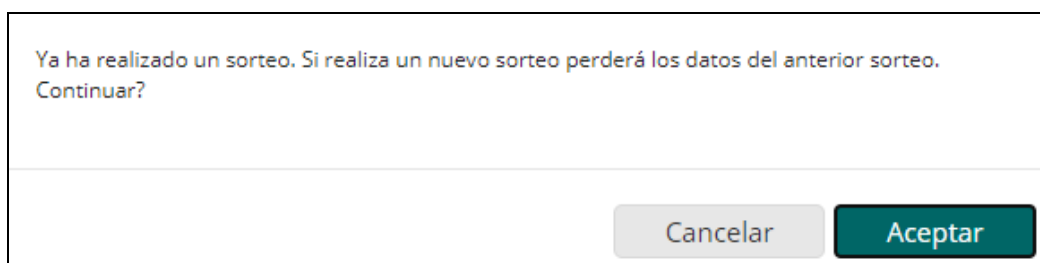 Ya ha realizado un sorteo. Si realiza un nuevo sorteo perderá los datos del anterior sorteo.
Continuar?
Cancelar
Aceptar